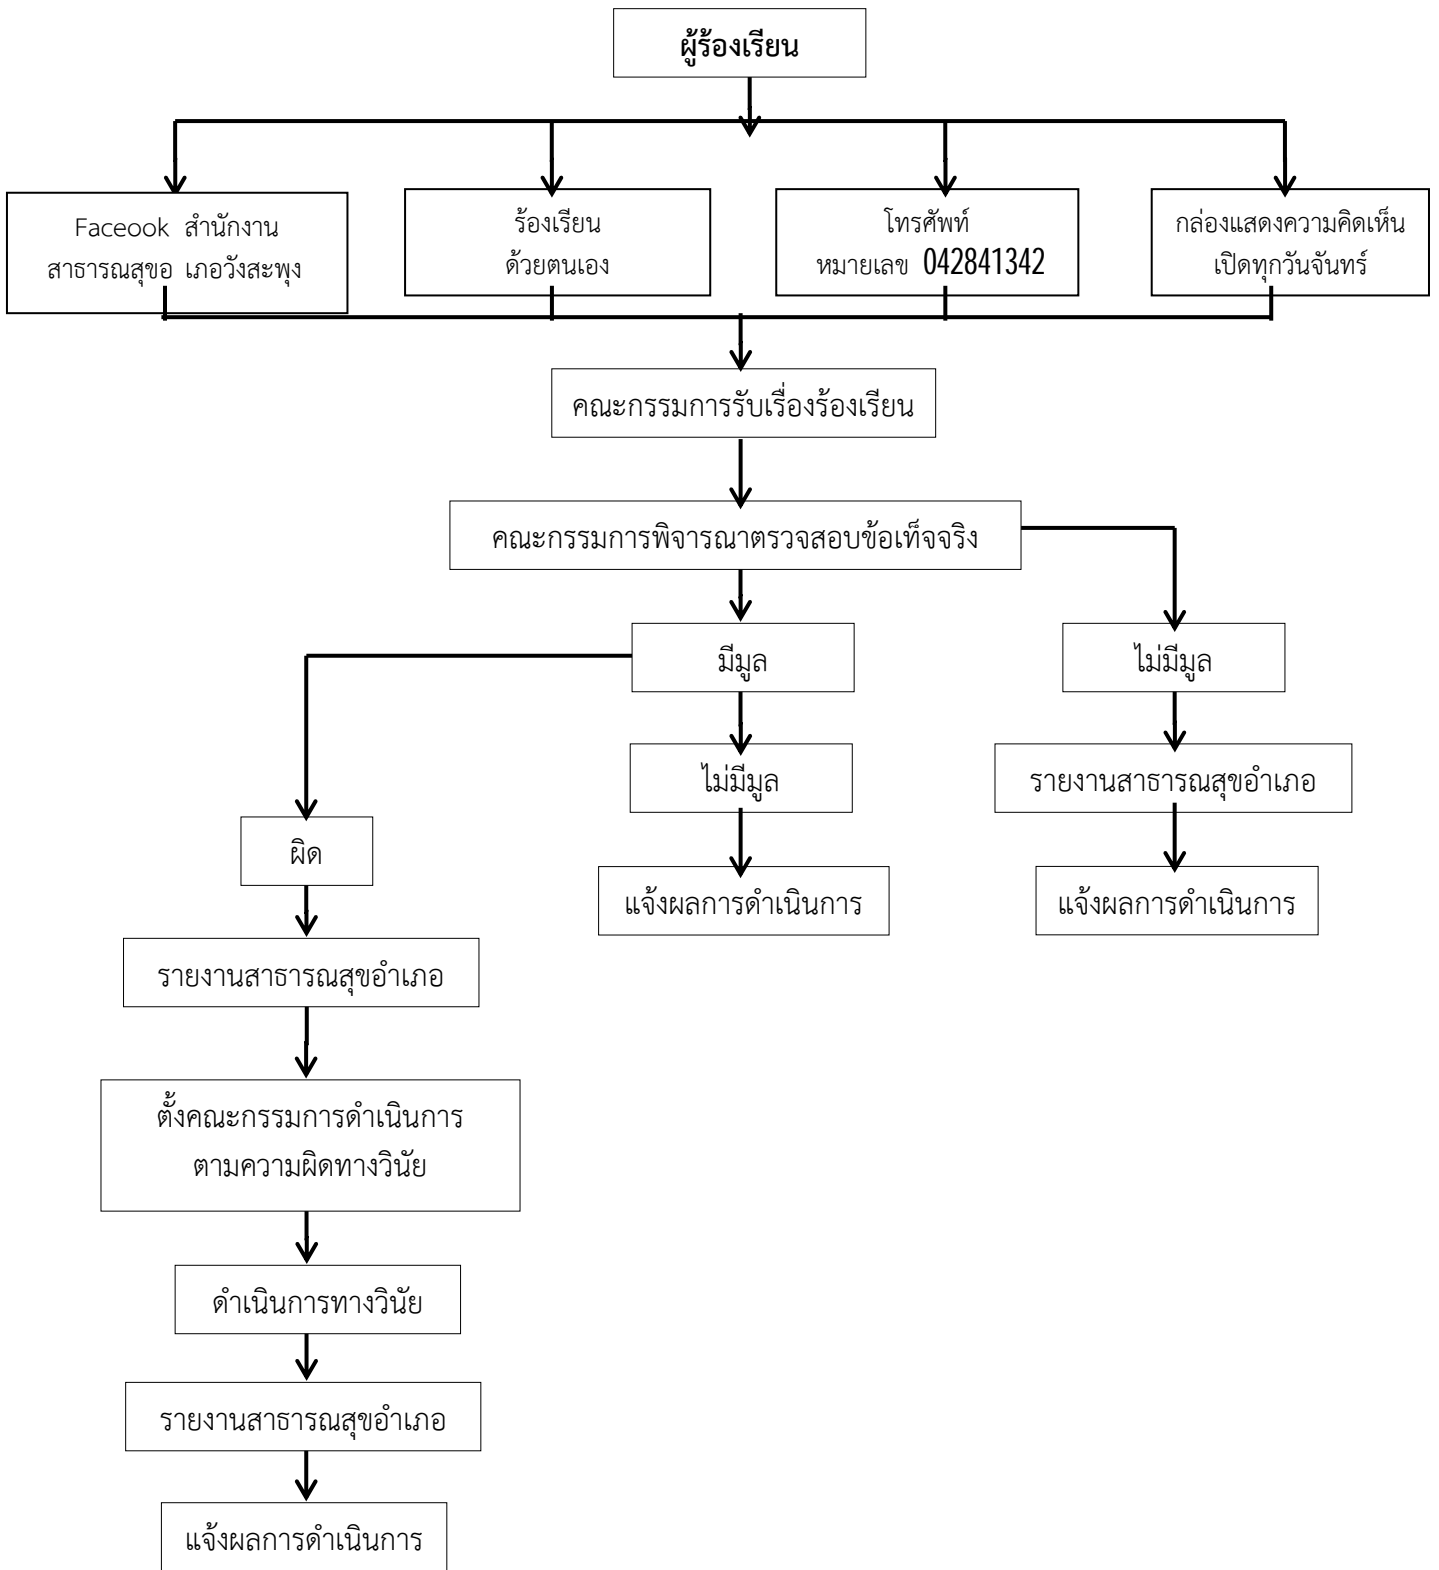 ผู้ร้องเรียน
Faceook สำนักงาน
สาธารณสุขอ เภอวังสะพุง
ร้องเรียน
ด้วยตนเอง
โทรศัพท์
หมายเลข 042841342
กล่องแสดงความคิดเห็น
เปิดทุกวันจันทร์
คณะกรรมการรับเรื่องร้องเรียน
คณะกรรมการพิจารณาตรวจสอบข้อเท็จจริง
มีมูล
ไม่มีมูล
ไม่มีมูล
รายงานสาธารณสุขอำเภอ
ผิด
แจ้งผลการดำเนินการ
แจ้งผลการดำเนินการ
รายงานสาธารณสุขอำเภอ
ตั้งคณะกรรมการดำเนินการ
ตามความผิดทางวินัย
ดำเนินการทางวินัย
รายงานสาธารณสุขอำเภอ
แจ้งผลการดำเนินการ